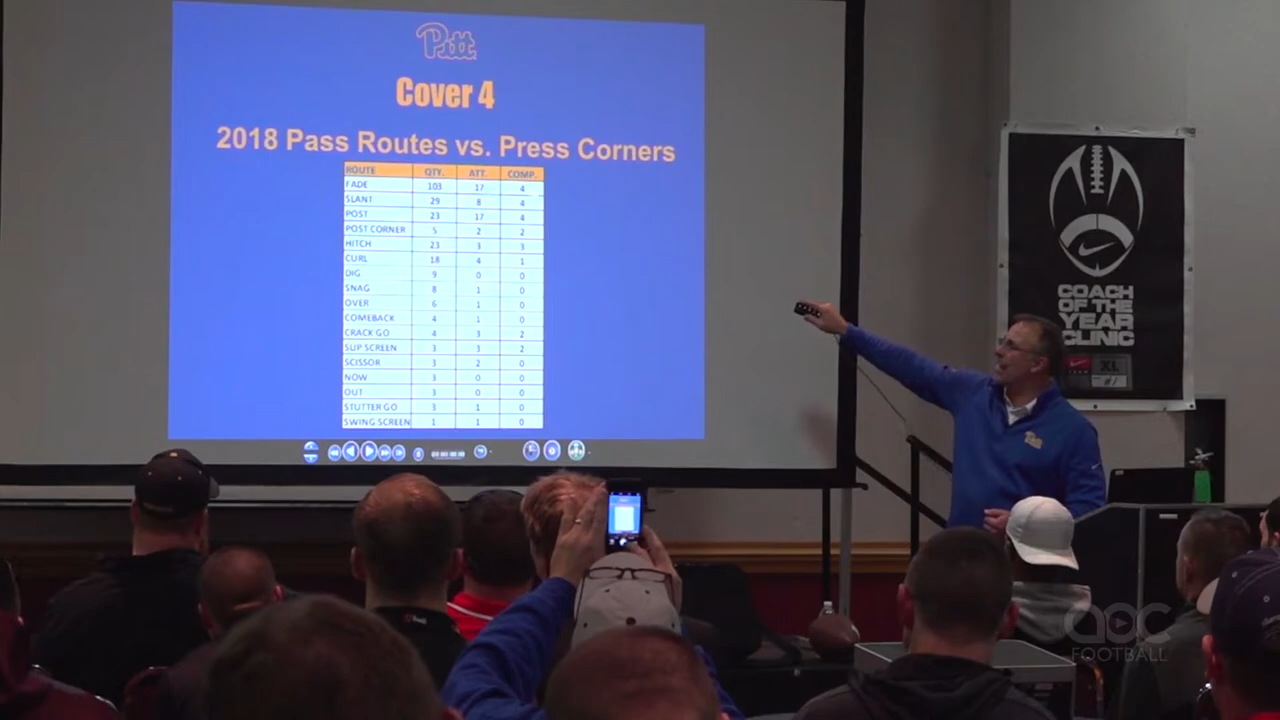 Pitt
Cover 4
2018 Pass Routes vs. Press Corners
ROUTE QTY. ATT. COMP.
FADE 103 17 4
SLANT 29 8 4
POST 23 17 4
POST CORNER 5 2 2
HITCH 23 3 3
CURL 18 4 1
DIG 9 0 0
SNAG 8 1 0
OVER 6 1 0
COMEBACK 4 1 0
CRACK GO 4 3 2
SLIP SCREEN 3 3 2
SCISSOR 3 2 0
NOW 3 0 0
OUT 3 0 0
STUTTER GO 3 1 0
SWING SCREEN 1 1 0
COACH
OF THE
YEAR
CLINIC
XL
#1
Pitt
AOC
FOOTBALL